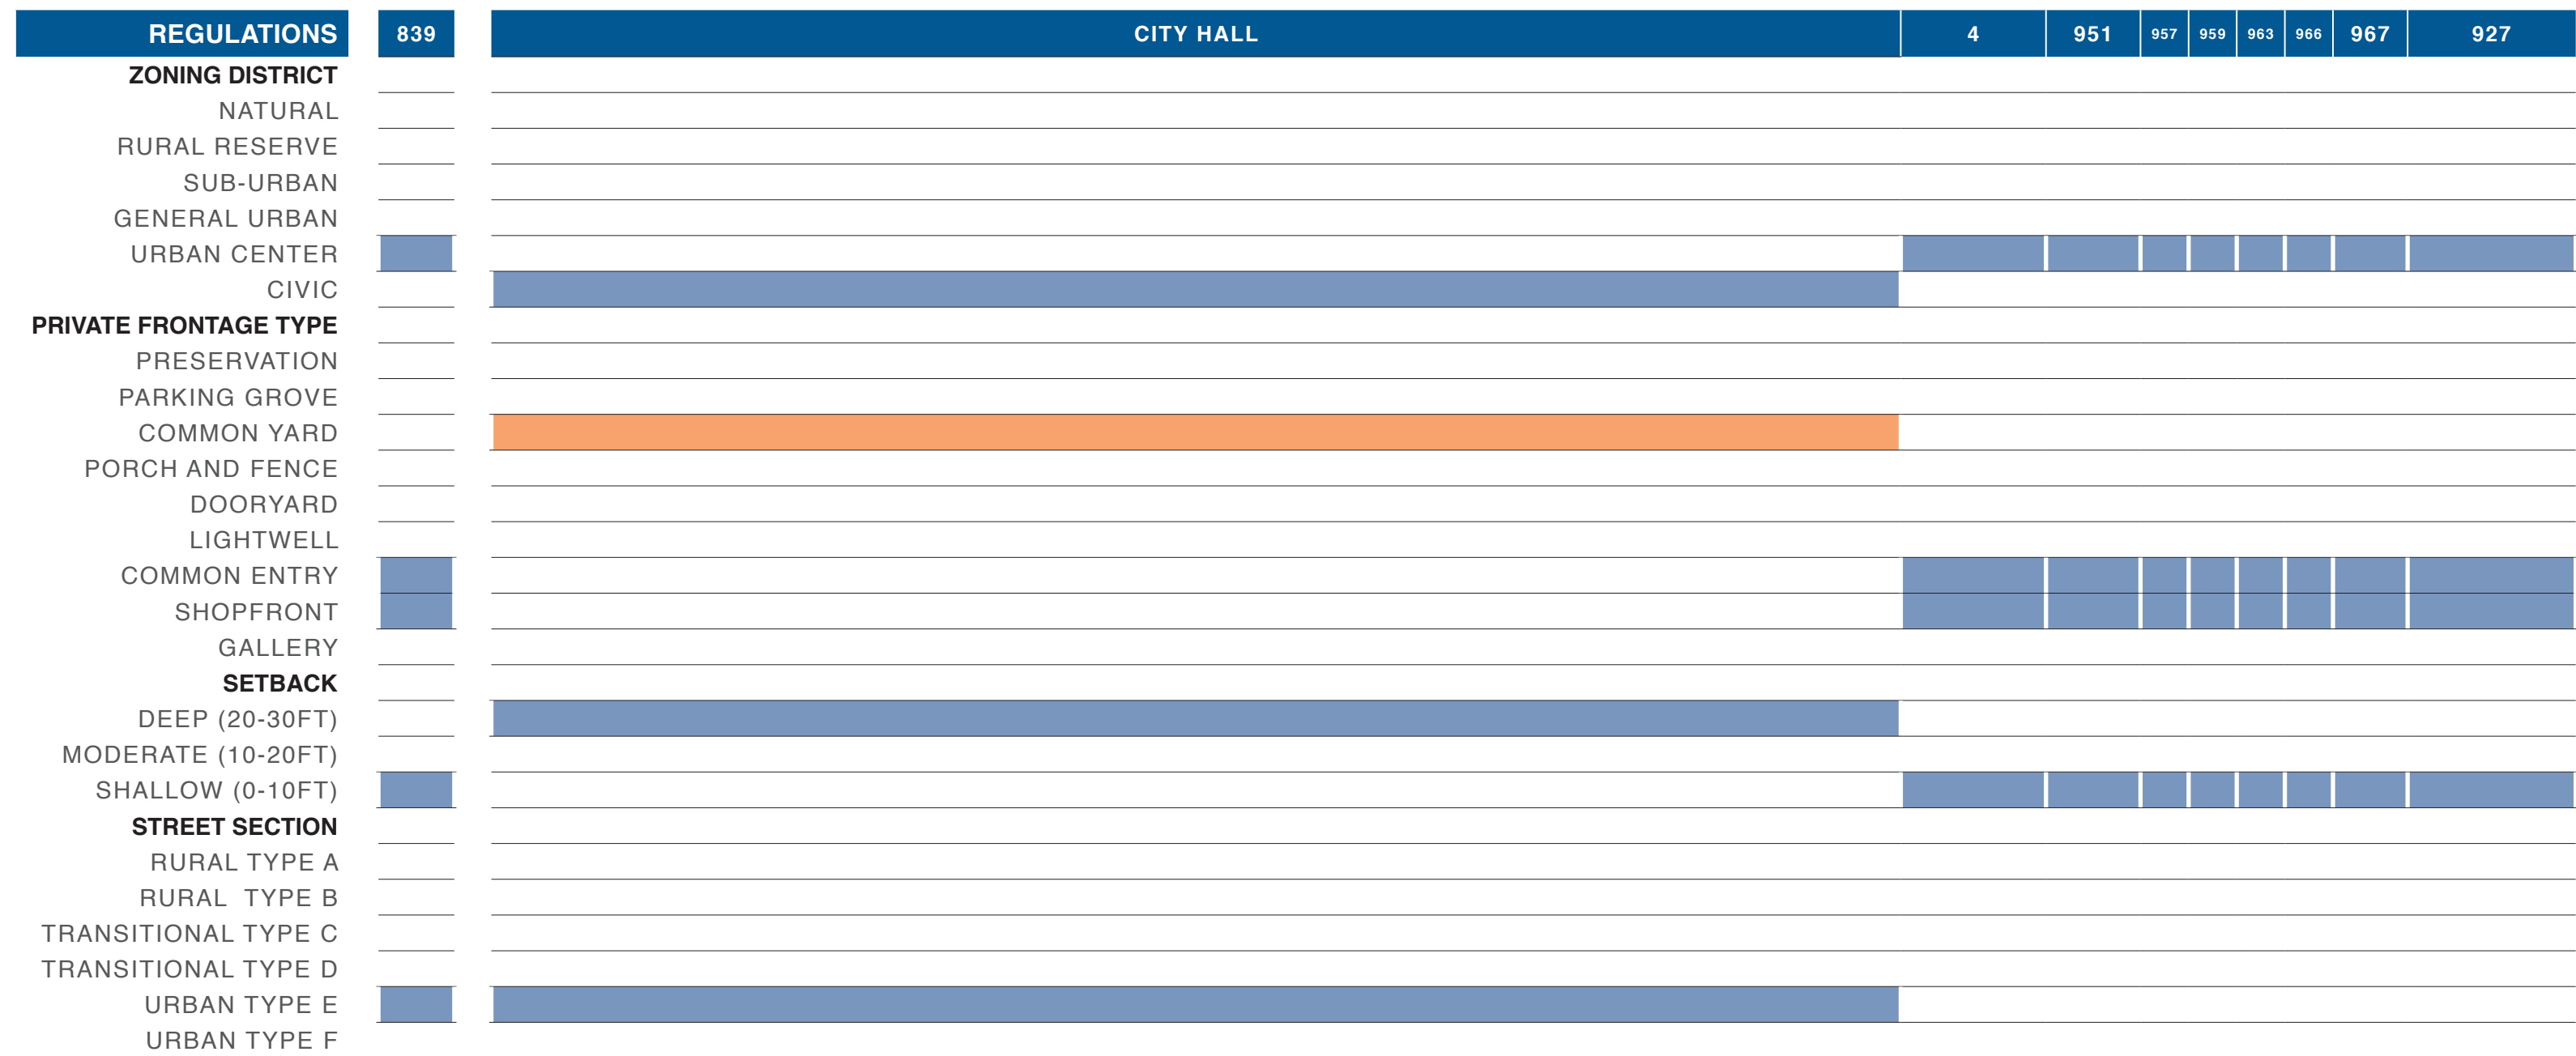 REGULATIONS 839 CITY HALL 4 951 957 959 963 966 967 927
ZONING DISTRICT
NATURAL
RURAL RESERVE
SUB-URBAN
GENERAL URBAN
URBAN CENTER
CIVIC
PRIVATE FRONTAGE TYPE
PRESERVATION
PARKING GROVE
COMMON YARD
PORCH AND FENCE
DOORYARD
LIGHTWELL
COMMON ENTRY
SHOPFRONT
GALLERY
SETBACK
DEEP (20-30FT)
MODERATE (10-20FT)
SHALLOW (0-10FT)
STREET SECTION
RURAL TYPE A
RURAL TYPE B
TRANSITIONAL TYPE C
TRANSITIONAL TYPE D
URBAN TYPE E
URBAN TYPE F